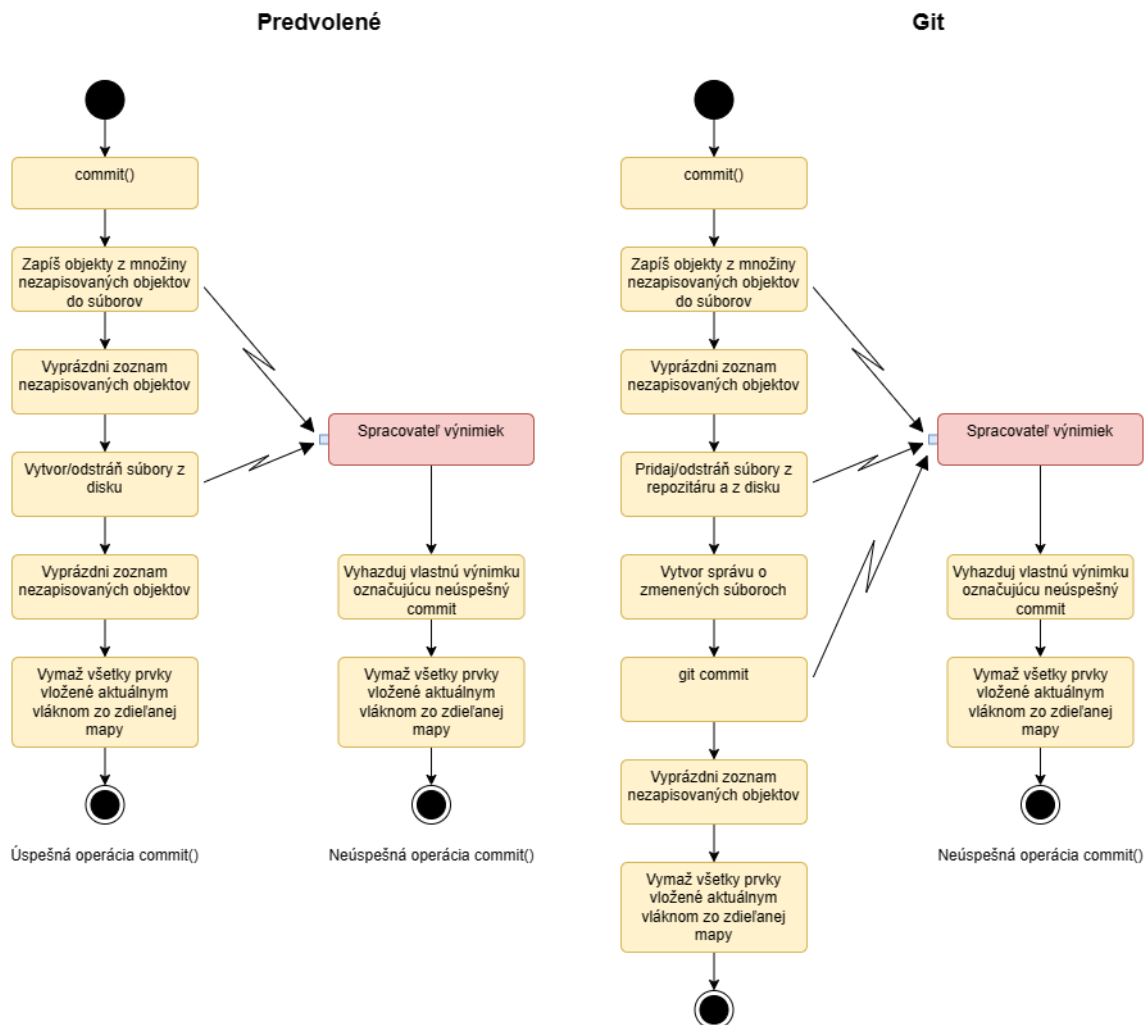 Predvolené
commit()
Zapíš objekty z množiny
nezapisovaných objektov
do súborov
Vyprázdni zoznam
nezapisovaných objektov
Vytvor/odstráň súbory z
disku
Vyprázdni zoznam
nezapisovaných objektov
Vymaž všetky prvky
vložené aktuálnym
vláknom zo zdieľanej
mapy
Úspešná operácia commit()
Spracovateľ výnimiek
Vyhazduj vlastnú výnimku
označujúcu neúspešný
commit
Vymaž všetky prvky
vložené aktuálnym
vláknom zo zdieľanej
mapy
Neúspešná operácia commit()
Git
commit()
Zapíš objekty z množiny
nezapisovaných objektov
do súborov
Vyprázdni zoznam
nezapisovaných objektov
Pridaj/odstráň súbory z
repozitáru a z disku
Vytvor správu o
zmenených súboroch
git commit
Vyprázdni zoznam
nezapisovaných objektov
Vymaž všetky prvky
vložené aktuálnym
vláknom zo zdieľanej
mapy
Spracovateľ výnimiek
Vyhazduj vlastnú výnimku
označujúcu neúspešný
commit
Vymaž všetky prvky
vložené aktuálnym
vláknom zo zdieľanej
mapy
Neúspešná operácia commit()